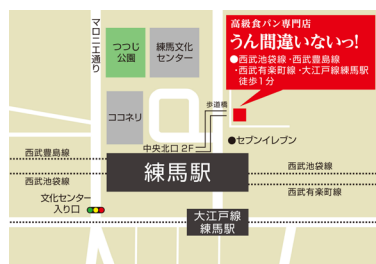 高級食パン専門店
うん間違いないっ!
●西武池袋線・西武豊島線
・西武有楽町線・大江戸線練馬駅
徒歩1分
マロニエ通り
つつじ
公園
練馬文化
センター
歩道橋
ココネリ
●セブンイレブン
中央北口 2F
西武豊島線
練馬駅
西武池袋線
西武池袋線
西武有楽町線
文化センター
入り口
大江戸線
練馬駅